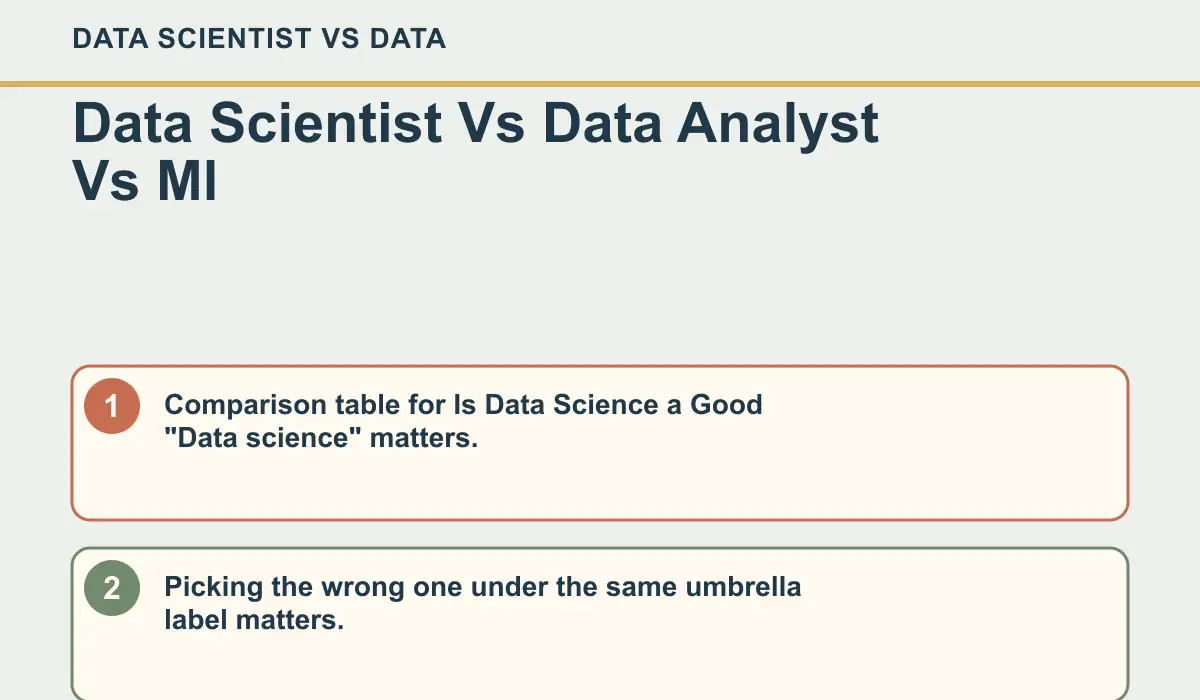 DATA SCIENTIST VS DATA
Data Scientist Vs Data Analyst
Vs Ml
1
Comparison table for Is Data Science a Good
"Data science" matters.
2
Picking the wrong one under the same umbrella
label matters.